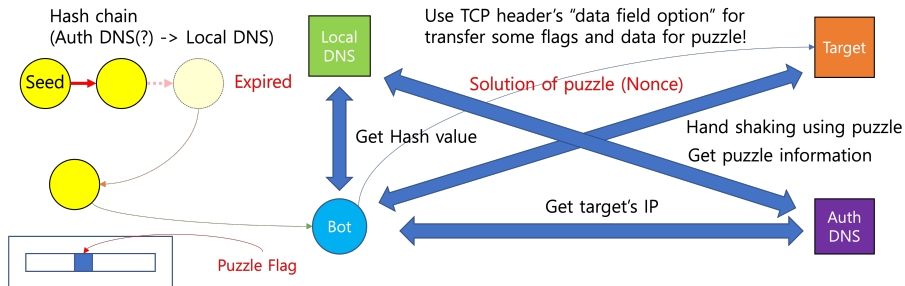 Hash chain
(Auth DNS(?) -> Local DNS)
Seed
Expired
Local
DNS
Use TCP header's "data field option" for
transfer some flags and data for puzzle!
Target
Solution of puzzle (Nonce)
Get Hash value
Hand shaking using puzzle
Get puzzle information
Get target's IP
Bot
Auth
DNS
Puzzle Flag